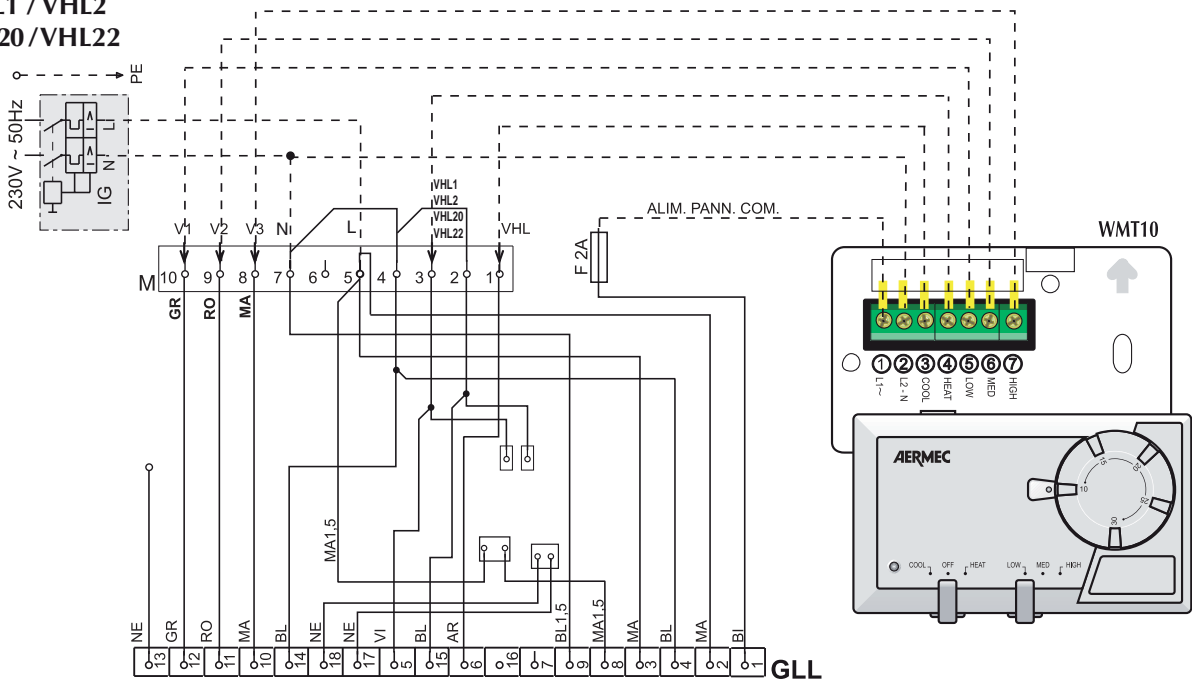 L1 / VHL2
20 / VHL22
PE
230V ~ 50Hz
L
N
IG
V1 V2 V3 N L
VHL1
VHL2
VHL20
VHL22
VHL
ALIM. PANN. COM.
F 2A
WMT10
M 10 9 8 7 6 5 4 3 2 1
GR RO MA
1 2 3 4 5 6 7
L1~ L2 - N COOL HEAT LOW MED HIGH
AERMEC
10 15 20 25 30
COOL OFF HEAT LOW MED HIGH
MA1,5
NE GR RO MA BL NE NE VI BL AR BL1,5 MA1,5 MA BL MA BI
13 12 11 10 14 18 17 5 15 6 16 7 9 8 3 4 2 1 GLL